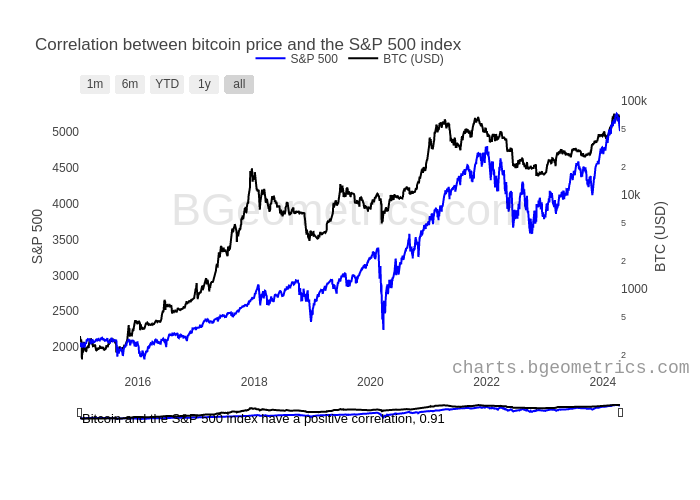 Correlation between bitcoin price and the S&P 500 index
S&P 500 BTC (USD)
1m 6m YTD 1y all
100k
5
2
10k
5
2
1000
5
2
BTC (USD)
5000
4500
4000
3500
3000
2500
2000
S&P 500
BGeometrics.com
charts.bgeometrics.com
2016 2018 2020 2022 2024
Bitcoin and the S&P 500 index have a positive correlation, 0.91